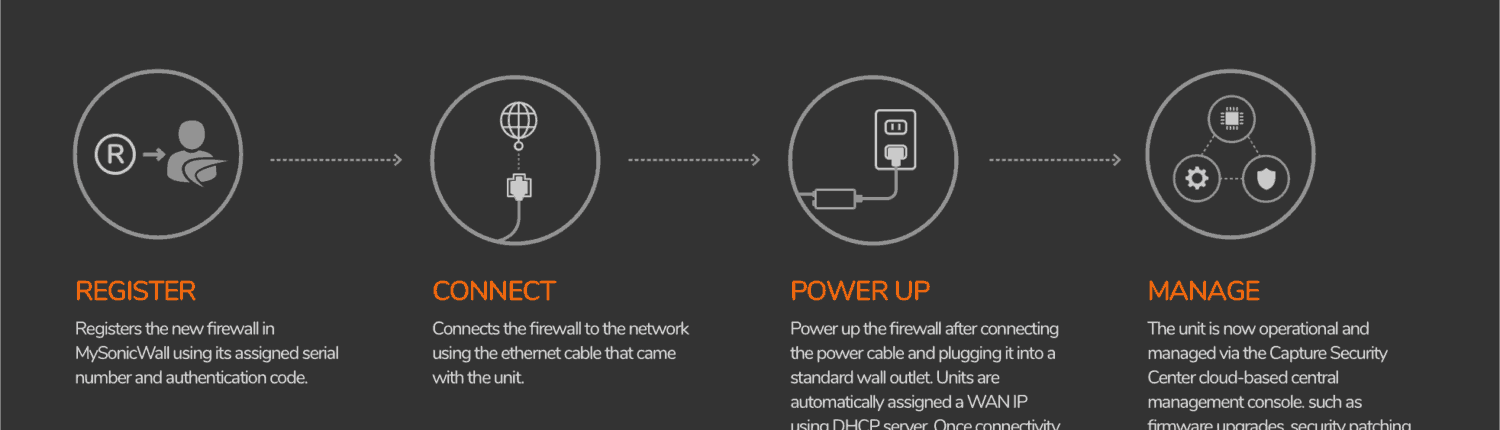 R
REGISTER
Registers the new firewall in
MySonicWall using its assigned serial
number and authentication code.
CONNECT
Connects the firewall to the network
using the ethernet cable that came
with the unit.
POWER UP
Power up the firewall after connecting
the power cable and plugging it into a
standard wall outlet. Units are
automatically assigned a WAN IP
using DHCP server. Once connectivity
MANAGE
The unit is now operational and
managed via the Capture Security
Center cloud-based central
management console. such as
firmware upgrades, security patching